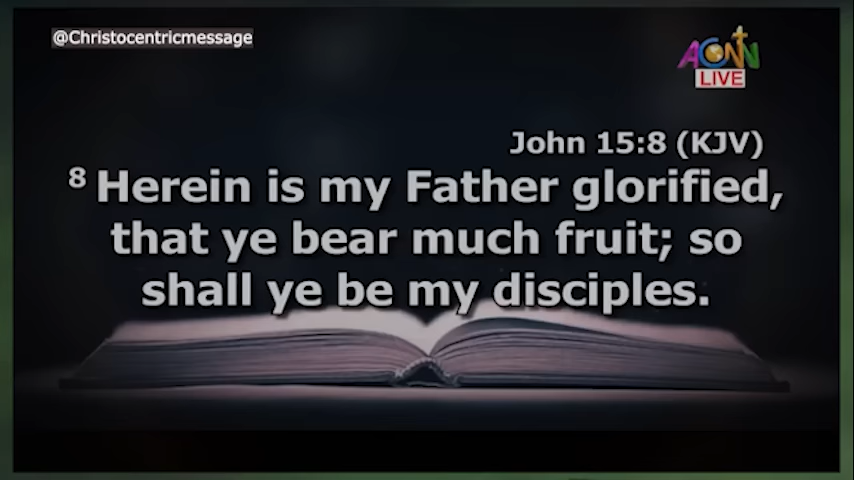 @Christocentricmessage
ACNN
LIVE
John 15:8 (KJV)
8 Herein is my Father glorified,
that ye bear much fruit; so
shall ye be my disciples.